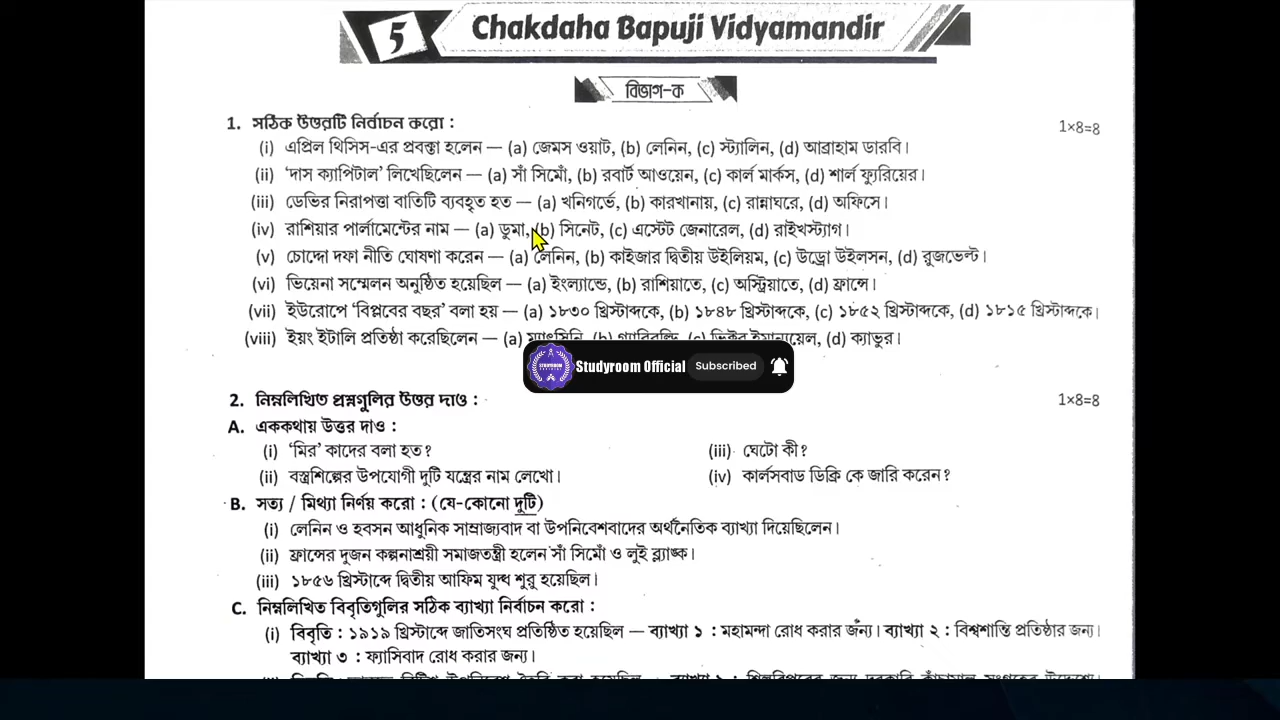 5 Chakdaha Bapuji Vidyamandir
বিভাগ-ক
1. সঠিক উত্তরটি নির্বাচন করো : 1×8=8
(i) এপ্রিল থিসিস-এর প্রবক্তা হলেন — (a) জেমস ওয়াট, (b) লেনিন, (c) স্ট্যালিন, (d) আব্রাহাম ডারবি।
(ii) ‘দাস ক্যাপিটাল’ লিখেছিলেন — (a) সাঁ সিমোঁ, (b) রবার্ট আওয়েন, (c) কার্ল মার্কস, (d) শার্ল ফ্যুরিয়ের।
(iii) ডেভির নিরাপত্তা বাতিটি ব্যবহৃত হত — (a) খনিগর্ভে, (b) কারখানায়, (c) রান্নাঘরে, (d) অফিসে।
(iv) রাশিয়ার পার্লামেন্টের নাম — (a) ডুমা, (b) সিনেট, (c) এস্টেট জেনারেল, (d) রাইখস্ট্যাগ।
(v) চোদ্দো দফা নীতি ঘোষণা করেন — (a) লেনিন, (b) কাইজার দ্বিতীয় উইলিয়ম, (c) উড্রো উইলসন, (d) রুজভেল্ট।
(vi) ভিয়েনা সম্মেলন অনুষ্ঠিত হয়েছিল — (a) ইংল্যান্ডে, (b) রাশিয়াতে, (c) অস্ট্রিয়াতে, (d) ফ্রান্সে।
(vii) ইউরোপে ‘বিপ্লবের বছর’ বলা হয় — (a) ১৮৩০ খ্রিস্টাব্দকে, (b) ১৮৪৮ খ্রিস্টাব্দকে, (c) ১৮৫২ খ্রিস্টাব্দকে, (d) ১৮১৫ খ্রিস্টাব্দকে।
(viii) ইয়ং ইটালি প্রতিষ্ঠা করেছিলেন — (a) ম্যাৎসিনি, (b) গ্যারিবল্ডি, (c) ভিক্টর ইমান্যুয়েল, (d) ক্যাভুর।
Studyroom Official Subscribed
2. নিম্নলিখিত প্রশ্নগুলির উত্তর দাও : 1×8=8
A. এককথায় উত্তর দাও :
(i) ‘মির’ কাদের বলা হত? (iii) ঘেটো কী?
(ii) বস্ত্রশিল্পের উপযোগী দুটি যন্ত্রের নাম লেখো। (iv) কার্লসবাড ডিক্রি কে জারি করেন?
B. সত্য / মিথ্যা নির্ণয় করো : (যে-কোনো দুটি)
(i) লেনিন ও হবসন আধুনিক সাম্রাজ্যবাদ বা উপনিবেশবাদের অর্থনৈতিক ব্যাখ্যা দিয়েছিলেন।
(ii) ফ্রান্সের দুজন কল্পনাশ্রয়ী সমাজতন্ত্রী হলেন সাঁ সিমোঁ ও লুই ব্ল্যাঙ্ক।
(iii) ১৮৫৬ খ্রিস্টাব্দে দ্বিতীয় আফিম যুদ্ধ শুরু হয়েছিল।
C. নিম্নলিখিত বিবৃতিগুলির সঠিক ব্যাখ্যা নির্বাচন করো :
(i) বিবৃতি : ১৯১৯ খ্রিস্টাব্দে জাতিসংঘ প্রতিষ্ঠিত হয়েছিল — ব্যাখ্যা ১ : মহামন্দা রোধ করার জন্য। ব্যাখ্যা ২ : বিশ্বশান্তি প্রতিষ্ঠার জন্য।
ব্যাখ্যা ৩ : ফ্যাসিবাদ রোধ করার জন্য।